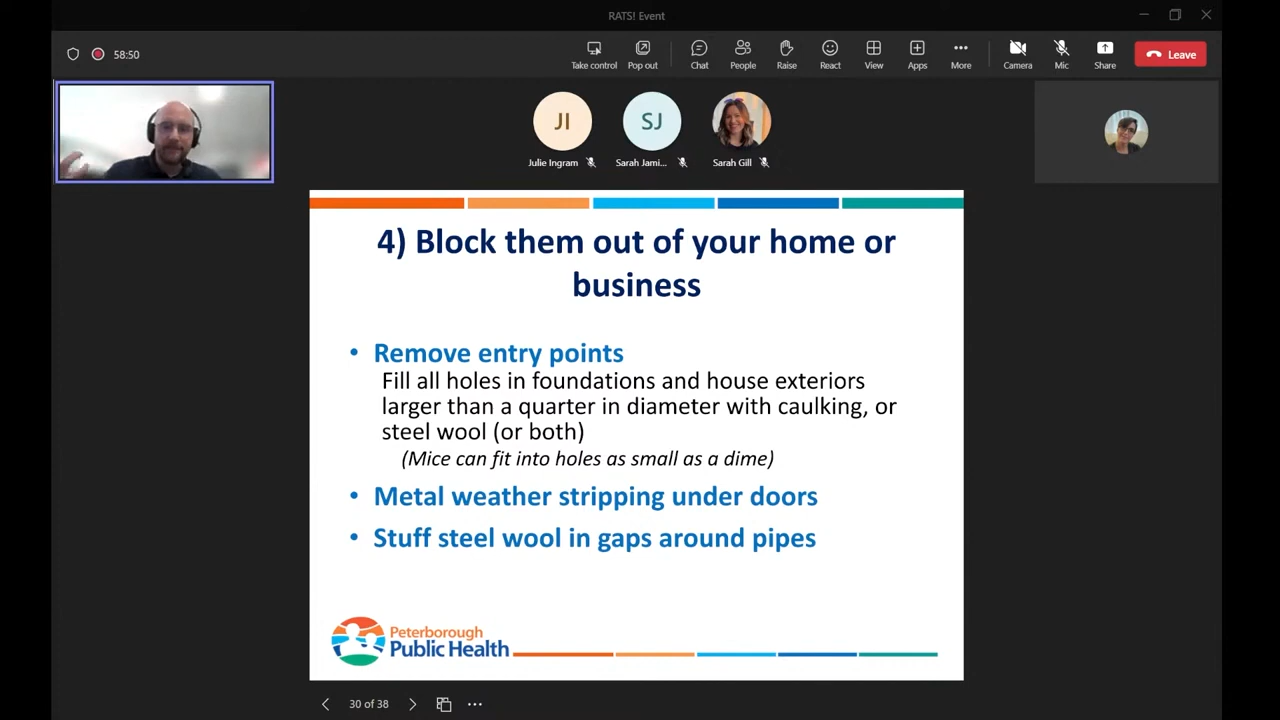 RATS! Event
58:50
Take control
Pop out
Chat
People
Raise
React
View
Apps
More
Camera
Mic
Share
Leave
JI
SJ
Julie Ingram
Sarah Jami...
Sarah Gill
4) Block them out of your home or
business
• Remove entry points
Fill all holes in foundations and house exteriors
larger than a quarter in diameter with caulking, or
steel wool (or both)
(Mice can fit into holes as small as a dime)
• Metal weather stripping under doors
• Stuff steel wool in gaps around pipes
Peterborough
Public Health
30 of 38